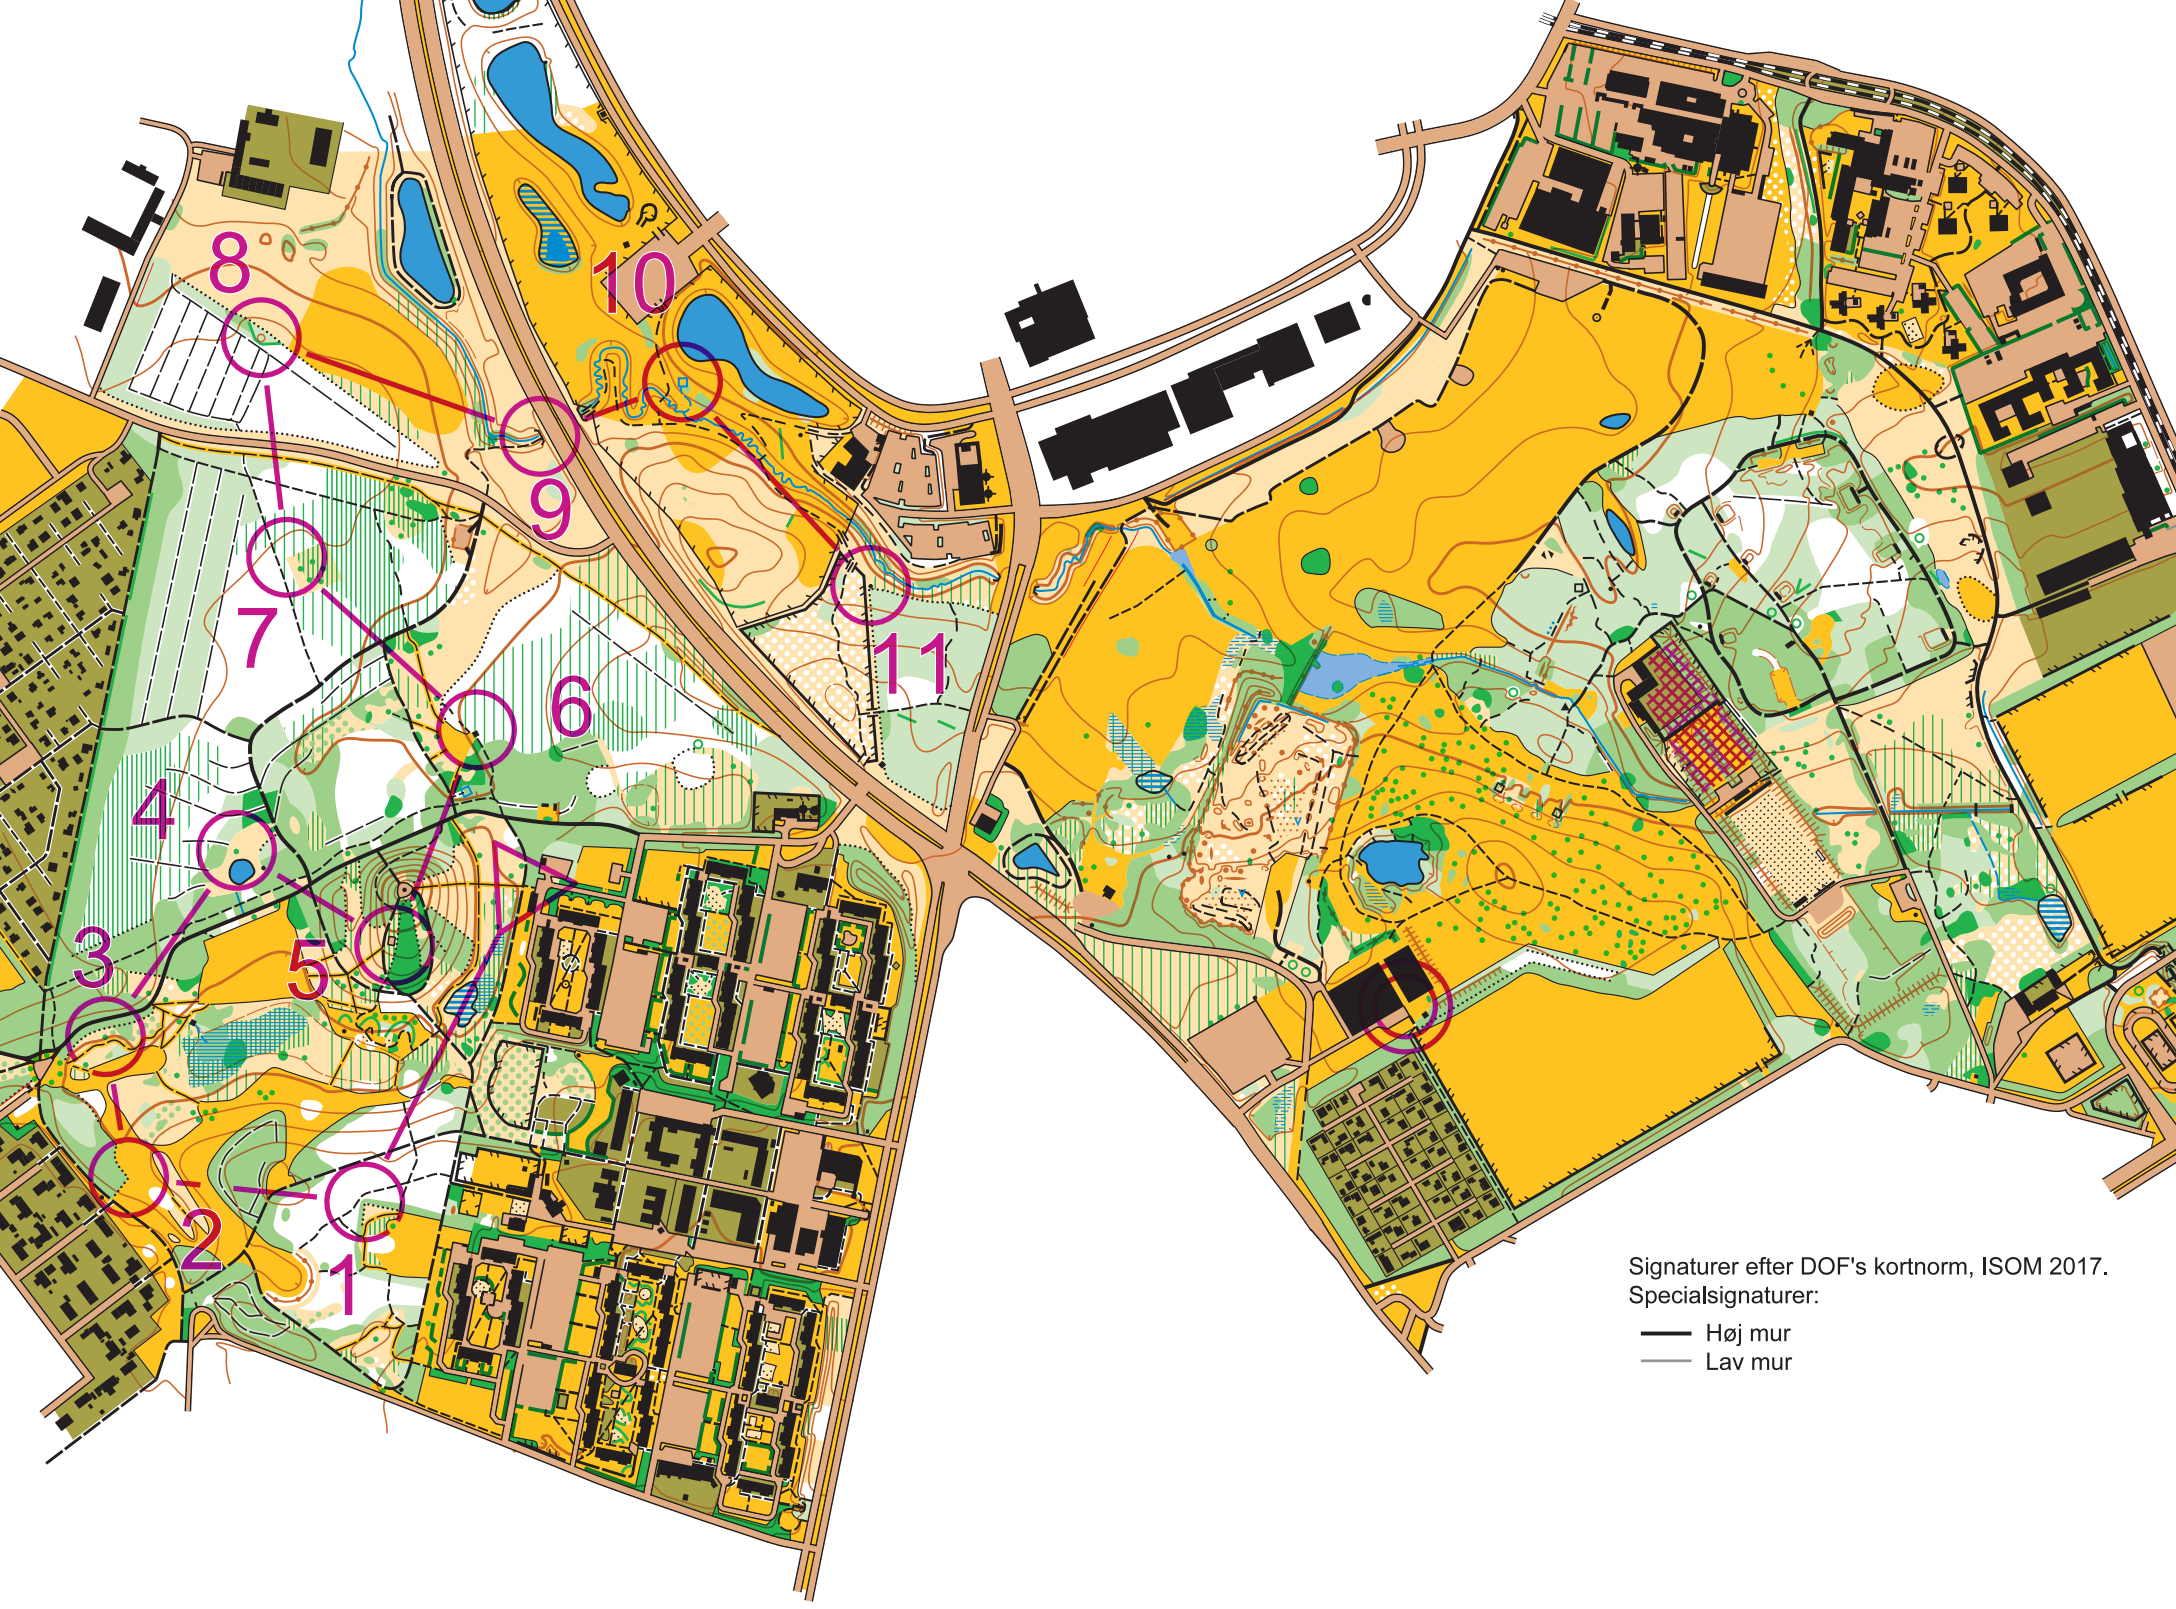 8
10
9
7
6
11
4
3
5
2
1
Signaturer efter DOF's kortnorm, ISOM 2017.
Specialsignaturer:
Høj mur
Lav mur